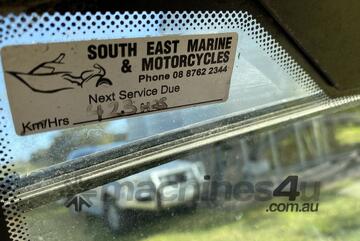 SOUTH EAST MARINE
& MOTORCYCLES
Phone 08 8762 2344
Next Service Due
Km/Hrs
machines4u
.com.au